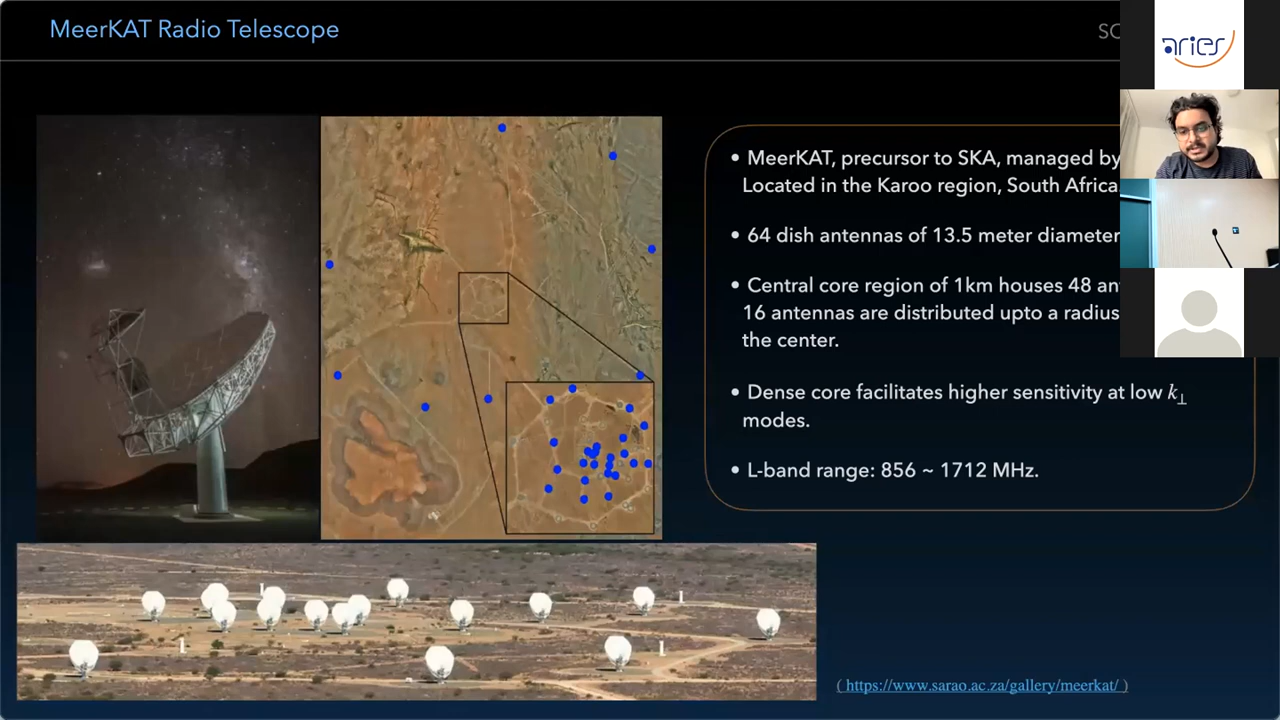 MeerKAT Radio Telescope
aries
• MeerKAT, precursor to SKA, managed by
Located in the Karoo region, South Africa
• 64 dish antennas of 13.5 meter diameter
• Central core region of 1km houses 48
16 antennas are distributed upto a radius
the center.
• Dense core facilitates higher sensitivity at low k⊥
modes.
• L-band range: 856 ~ 1712 MHz.
( https://www.sarao.ac.za/gallery/meerkat/ )